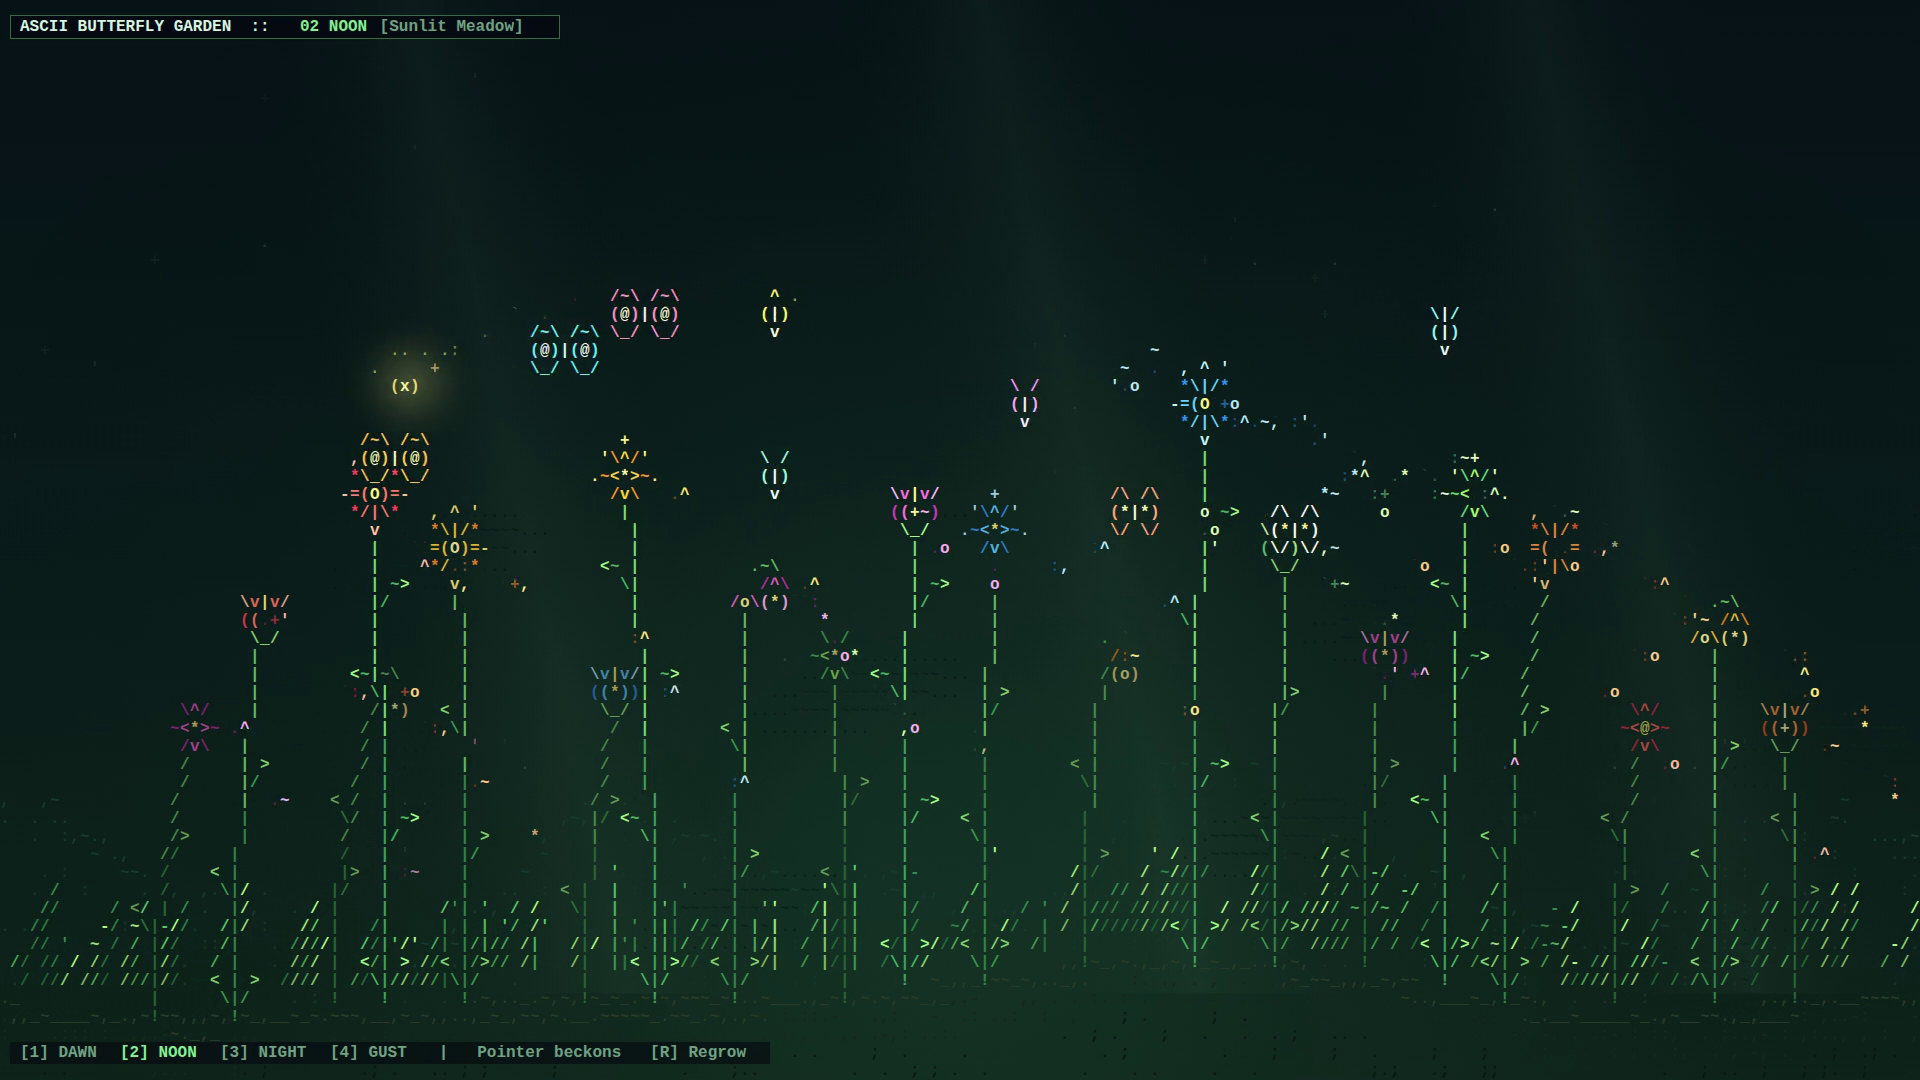 ASCII BUTTERFLY GARDEN :: 02 NOON [Sunlit Meadow]
[1] DAWN [2] NOON [3] NIGHT [4] GUST | Pointer beckons [R] Regrow